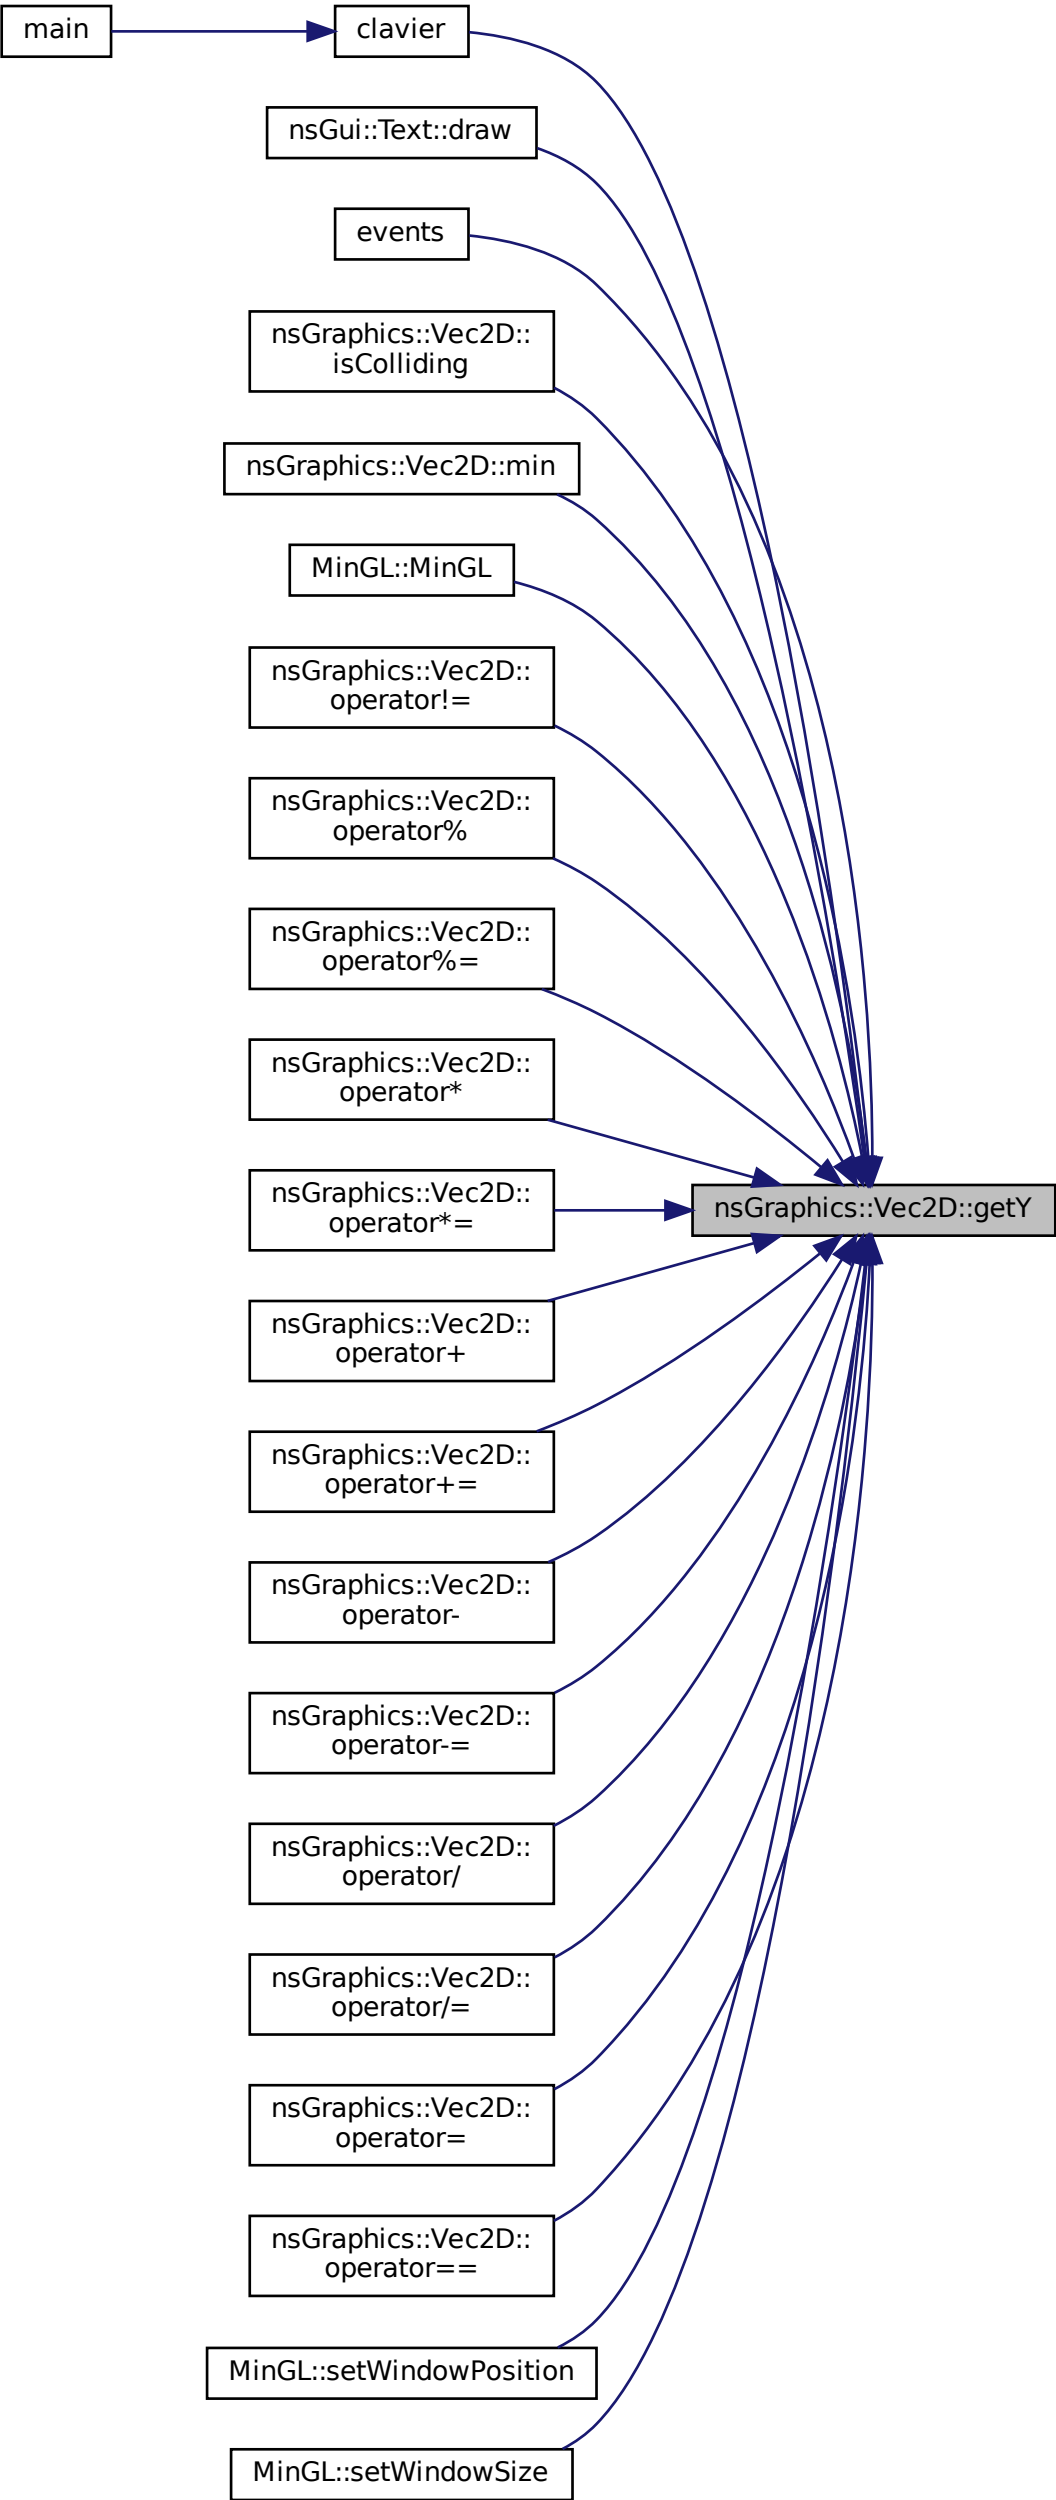 main
clavier
nsGui::Text::draw
events
nsGraphics::Vec2D::
isColliding
nsGraphics::Vec2D::min
MinGL::MinGL
nsGraphics::Vec2D::
operator!=
nsGraphics::Vec2D::
operator%
nsGraphics::Vec2D::
operator%=
nsGraphics::Vec2D::
operator*
nsGraphics::Vec2D::
operator*=
nsGraphics::Vec2D::getY
nsGraphics::Vec2D::
operator+
nsGraphics::Vec2D::
operator+=
nsGraphics::Vec2D::
operator-
nsGraphics::Vec2D::
operator-=
nsGraphics::Vec2D::
operator/
nsGraphics::Vec2D::
operator/=
nsGraphics::Vec2D::
operator=
nsGraphics::Vec2D::
operator==
MinGL::setWindowPosition
MinGL::setWindowSize